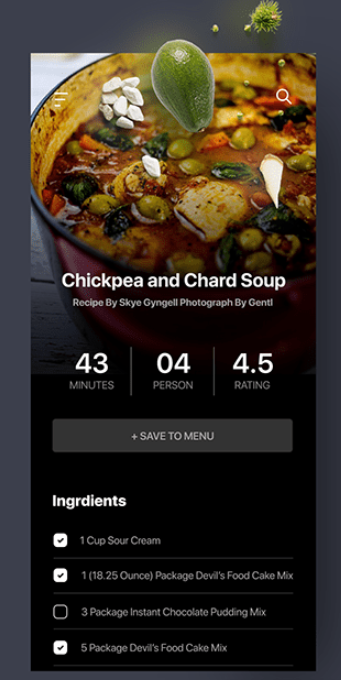 Chickpea and Chard Soup
Recipe By Skye Gyngell Photograph By Gentl
43 04 4.5
MINUTES PERSON RATING
+ SAVE TO MENU
Ingrdients
1 Cup Sour Cream
1 (18.25 Ounce) Package Devil's Food Cake Mix
3 Package Instant Chocolate Pudding Mix
5 Package Devil's Food Cake Mix